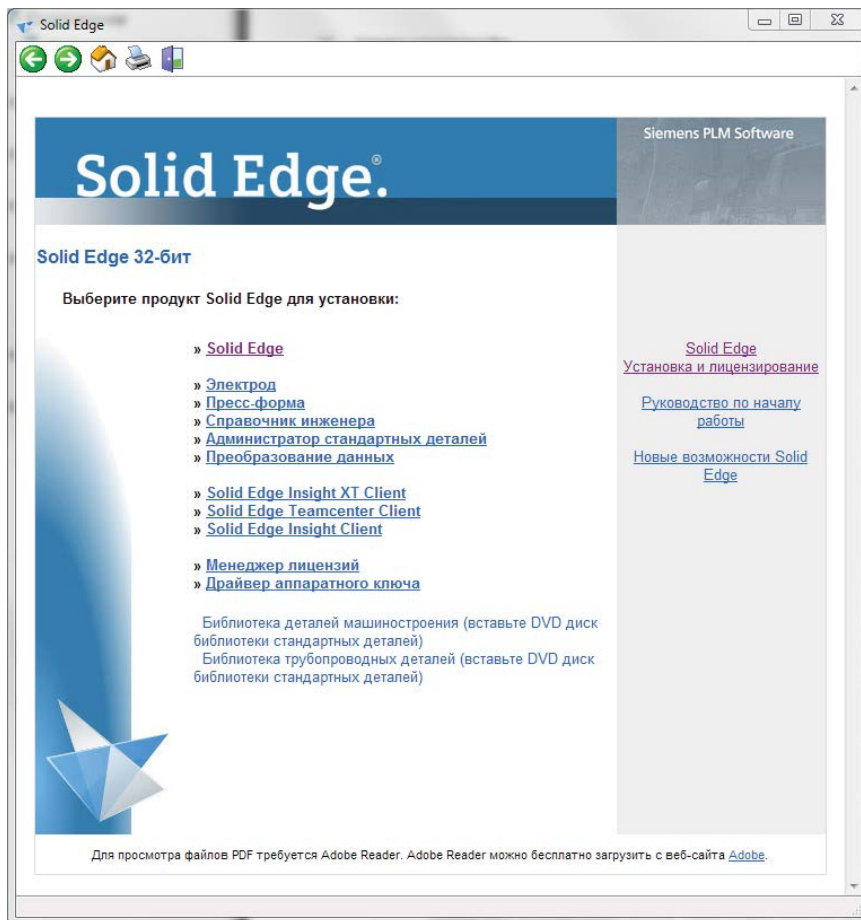 Solid Edge
Siemens PLM Software
Solid Edge®.
Solid Edge 32-бит
Выберите продукт Solid Edge для установки:
» Solid Edge
» Электрод
» Пресс-форма
» Справочник инженера
» Администратор стандартных деталей
» Преобразование данных
» Solid Edge Insight XT Client
» Solid Edge Teamcenter Client
» Solid Edge Insight Client
» Менеджер лицензий
» Драйвер аппаратного ключа
Библиотека деталей машиностроения (вставьте DVD диск
библиотеки стандартных деталей)
Библиотека трубопроводных деталей (вставьте DVD диск
библиотеки стандартных деталей)
Solid Edge
Установка и лицензирование
Руководство по началу
работы
Новые возможности Solid
Edge
Для просмотра файлов PDF требуется Adobe Reader. Adobe Reader можно бесплатно загрузить с веб-сайта Adobe.